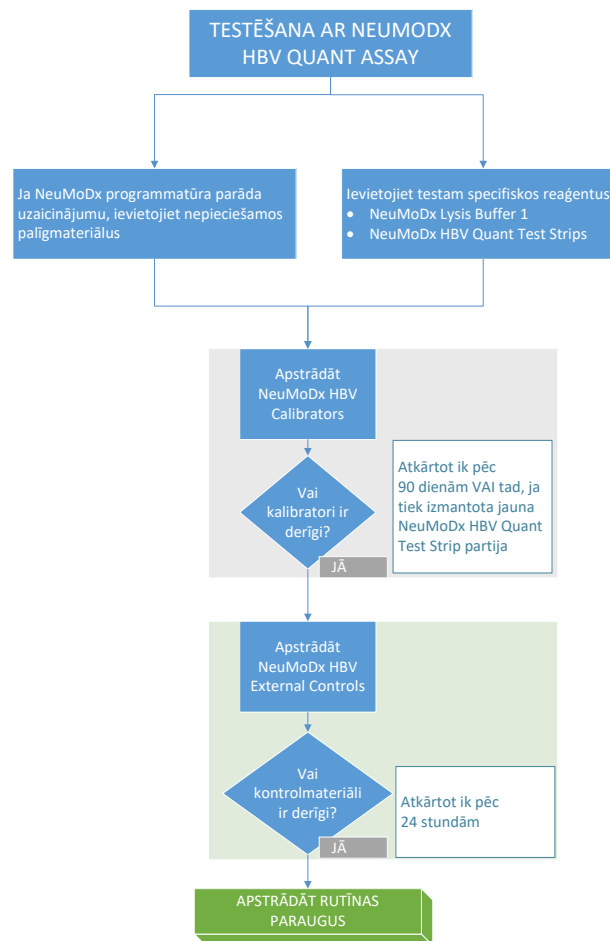 TESTĒŠANA AR NEUMODX
HBV QUANT ASSAY
Ja NeuMoDx programmatūra parāda
uzaicinājumu, ievietojiet nepieciešamos
palīgmateriālus
Ievietojiet testam specifiskos reaģentus
• NeuMoDx Lysis Buffer 1
• NeuMoDx HBV Quant Test Strips
Apstrādāt
NeuMoDx HBV
Calibrators
Vai
kalibratori ir
derīgi?
JĀ
Atkārtot ik pēc
90 dienām VAI tad, ja
tiek izmantota jauna
NeuMoDx HBV Quant
Test Strip partija
Apstrādāt
NeuMoDx HBV
External Controls
Vai
kontrolmateriāli
ir derīgi?
JĀ
Atkārtot ik pēc
24 stundām
APSTRĀDĀT RUTĪNAS
PARAUGUS